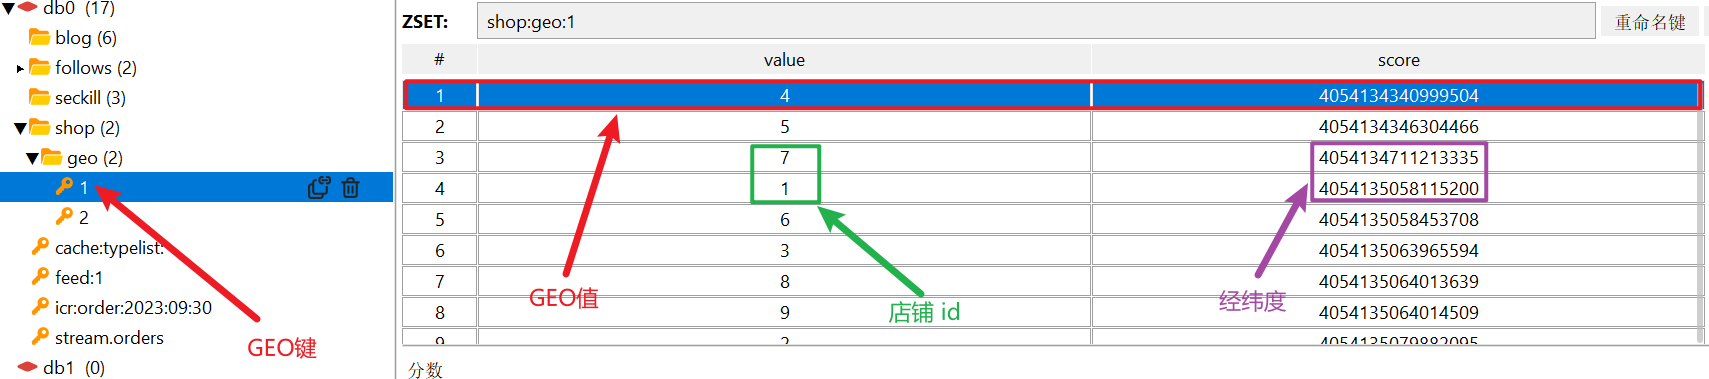 db0 (17)
blog (6)
follows (2)
seckill (3)
shop (2)
geo (2)
1
2
cache:typelist:
feed:1
icr:order:2023:09:30
stream.orders
db1 (0)
GEO键
ZSET: shop:geo:1 重命名键
# value score
1 4 4054134340999504
2 5 4054134346304466
3 7 4054134711213335
4 1 4054135058115200
5 6 4054135058453708
6 3 4054135063965594
7 8 4054135064013639
8 9 4054135064014509
9 2 4054135079882095
GEO值
店铺 id
经纬度
分数